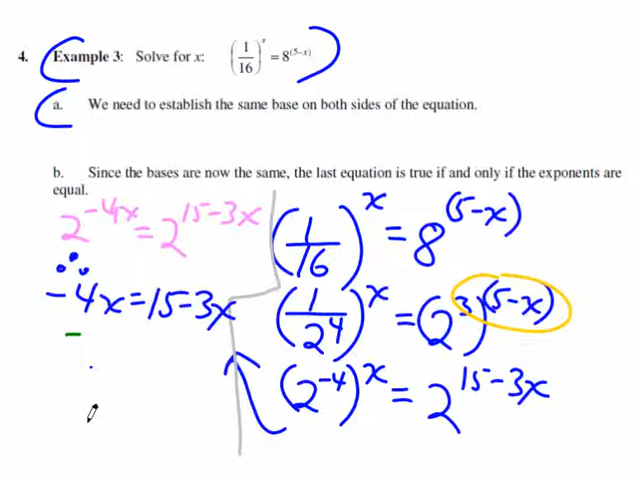 4. Example 3: Solve for x: (1/16)^x = 8^(5-x)
a. We need to establish the same base on both sides of the equation.
b. Since the bases are now the same, the last equation is true if and only if the exponents are
equal.
2^-4x = 2^15-3x
∴
-4x = 15-3x
-
(1/16)^x = 8^(5-x)
(1/2^4)^x = (2^3)^(5-x)
(2^-4)^x = 2^15-3x